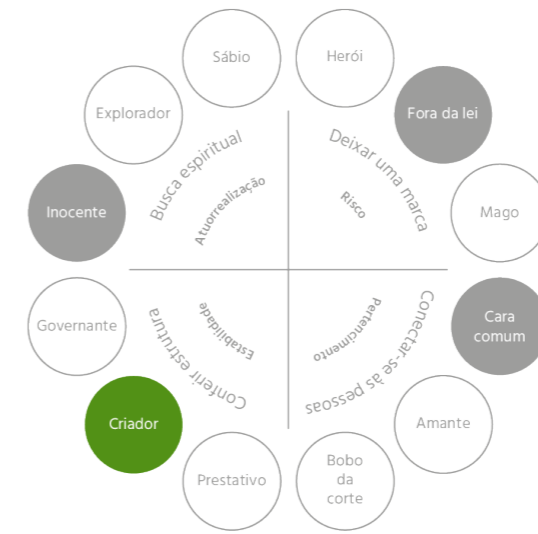 Sábio
Herói
Explorador
Fora da lei
Busca espiritual
Deixar uma marca
Atuorrealização
Risco
Inocente
Mago
Governante
Cara
comum
Estabilidade
Pertencimento
Conferir estrutura
Conectar-se às pessoas
Criador
Amante
Prestativo
Bobo
da
corte